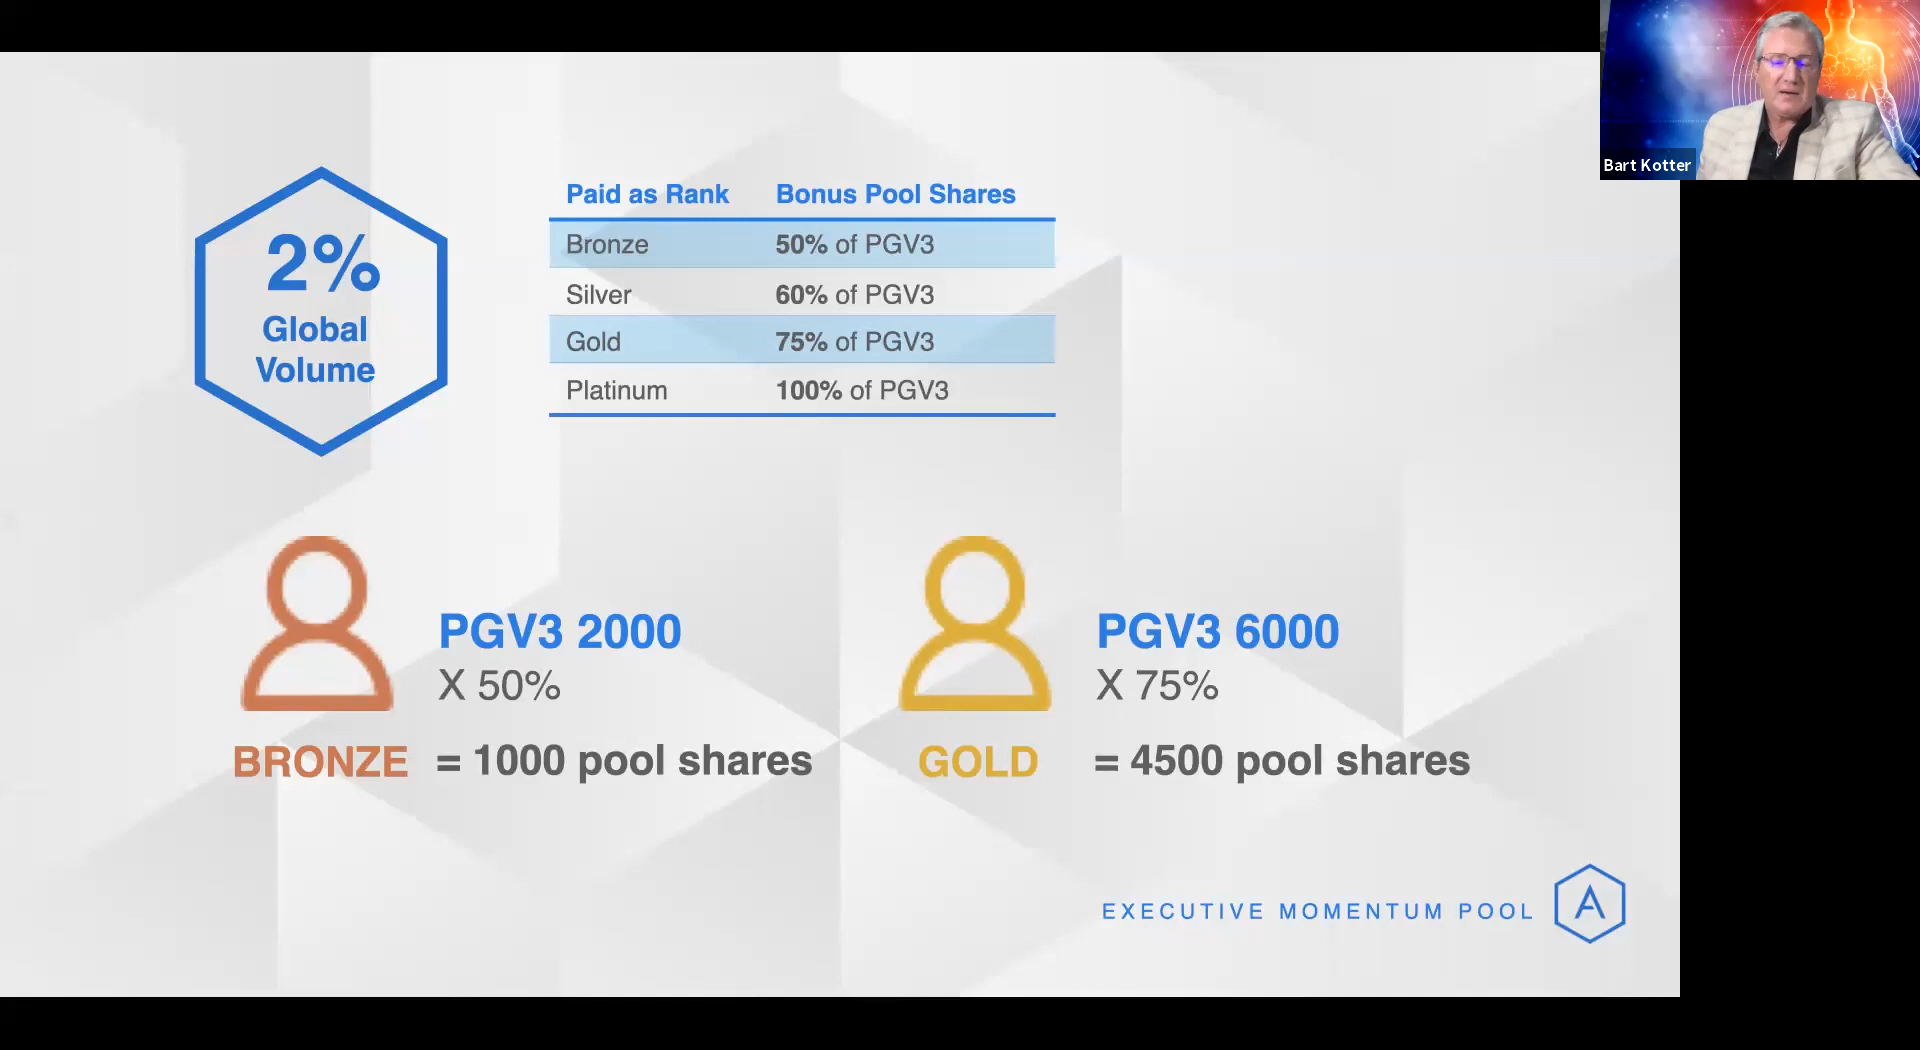 Bart Kotter
2%
Global
Volume
Paid as Rank Bonus Pool Shares
Bronze 50% of PGV3
Silver 60% of PGV3
Gold 75% of PGV3
Platinum 100% of PGV3
PGV3 2000
X 50%
BRONZE = 1000 pool shares
PGV3 6000
X 75%
GOLD = 4500 pool shares
EXECUTIVE MOMENTUM POOL A